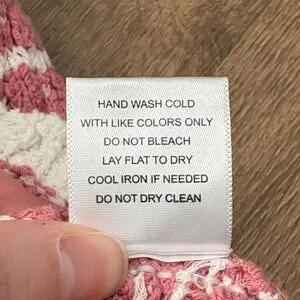 HAND WASH COLD
WITH LIKE COLORS ONLY
DO NOT BLEACH
LAY FLAT TO DRY
COOL IRON IF NEEDED
DO NOT DRY CLEAN